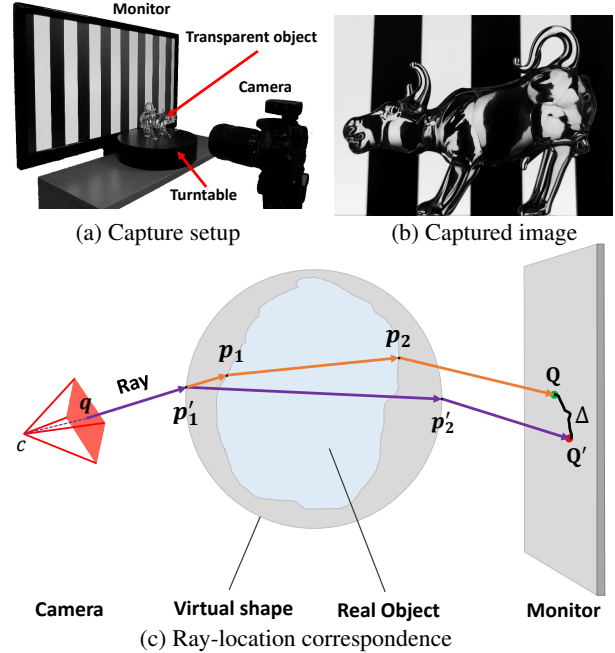 Monitor
Transparent object
Camera
Turntable
(a) Capture setup
(b) Captured image
Ray
q
c
p₁
p₂
p′₁
p′₂
Q
Δ
Q′
Camera
Virtual shape
Real Object
Monitor
(c) Ray-location correspondence